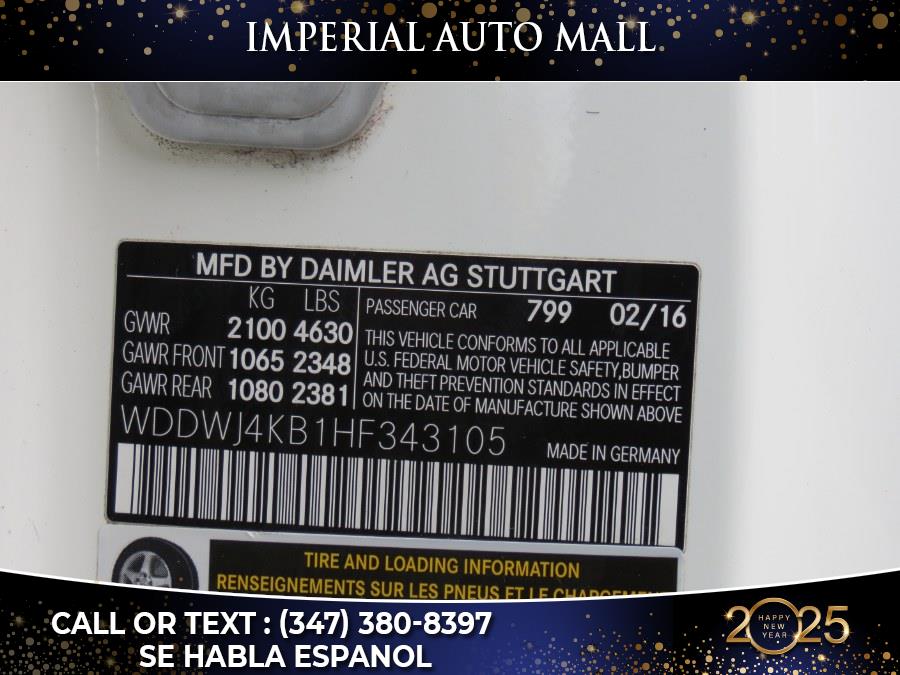 IMPERIAL AUTO MALL
MFD BY DAIMLER AG STUTTGART
KG LBS
GVWR 2100 4630
GAWR FRONT 1065 2348
GAWR REAR 1080 2381
PASSENGER CAR 799 02/16
THIS VEHICLE CONFORMS TO ALL APPLICABLE
U.S. FEDERAL MOTOR VEHICLE SAFETY,BUMPER
AND THEFT PREVENTION STANDARDS IN EFFECT
ON THE DATE OF MANUFACTURE SHOWN ABOVE
WDDWJ4KB1HF343105
MADE IN GERMANY
TIRE AND LOADING INFORMATION
RENSEIGNEMENTS SUR LES PNEUS ET LE CHARGEMENT
CALL OR TEXT : (347) 380-8397
SE HABLA ESPANOL
2025
HAPPY
NEW
YEAR